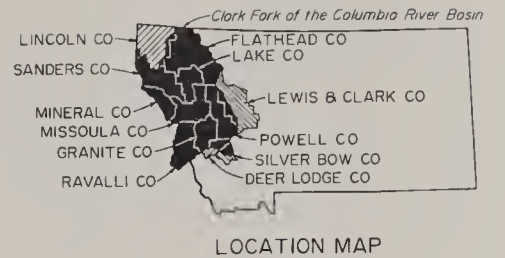 Clark Fork of the Columbia River Basin
LINCOLN CO
FLATHEAD CO
LAKE CO
SANDERS CO
LEWIS & CLARK CO
MINERAL CO
MISSOULA CO
POWELL CO
GRANITE CO
SILVER BOW CO
RAVALLI CO
DEER LODGE CO
LOCATION MAP